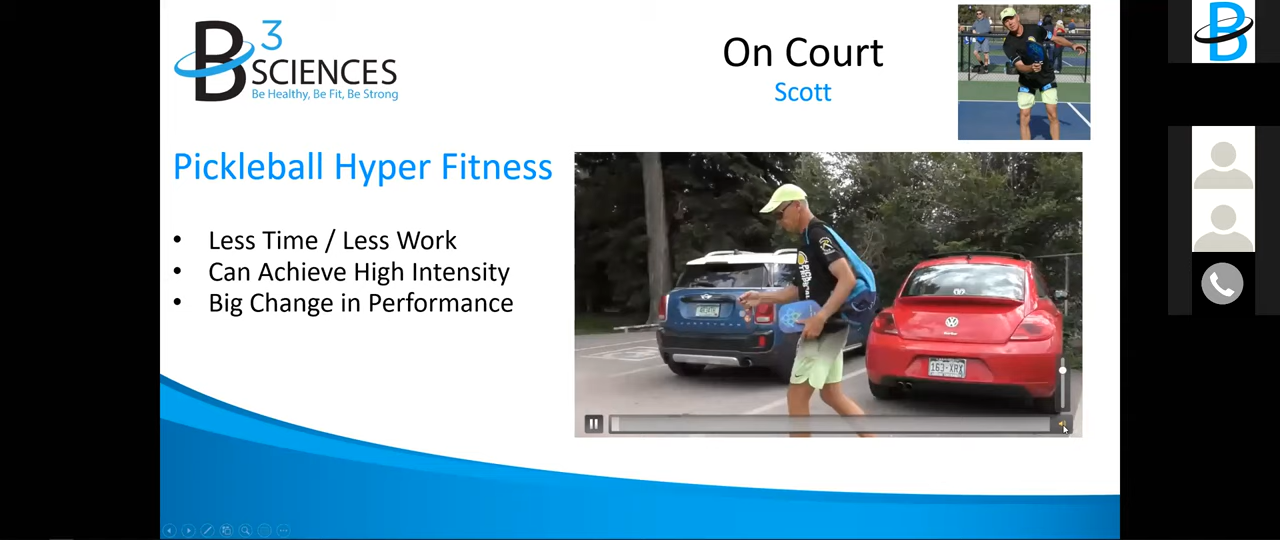 B3
SCIENCES
Be Healthy, Be Fit, Be Strong
On Court
Scott
Pickleball Hyper Fitness
• Less Time / Less Work
• Can Achieve High Intensity
• Big Change in Performance
163-XRX
B